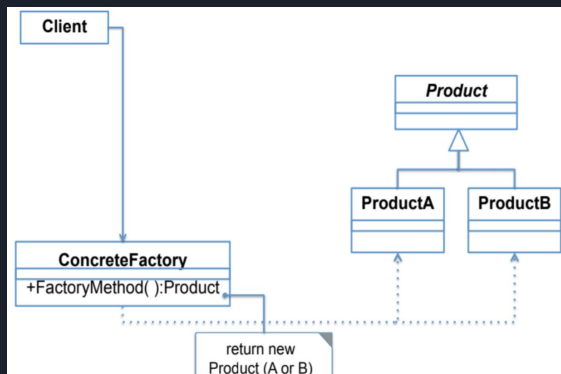 Client
Product
ProductA
ProductB
ConcreteFactory
+FactoryMethod( ):Product
return new
Product (A or B)